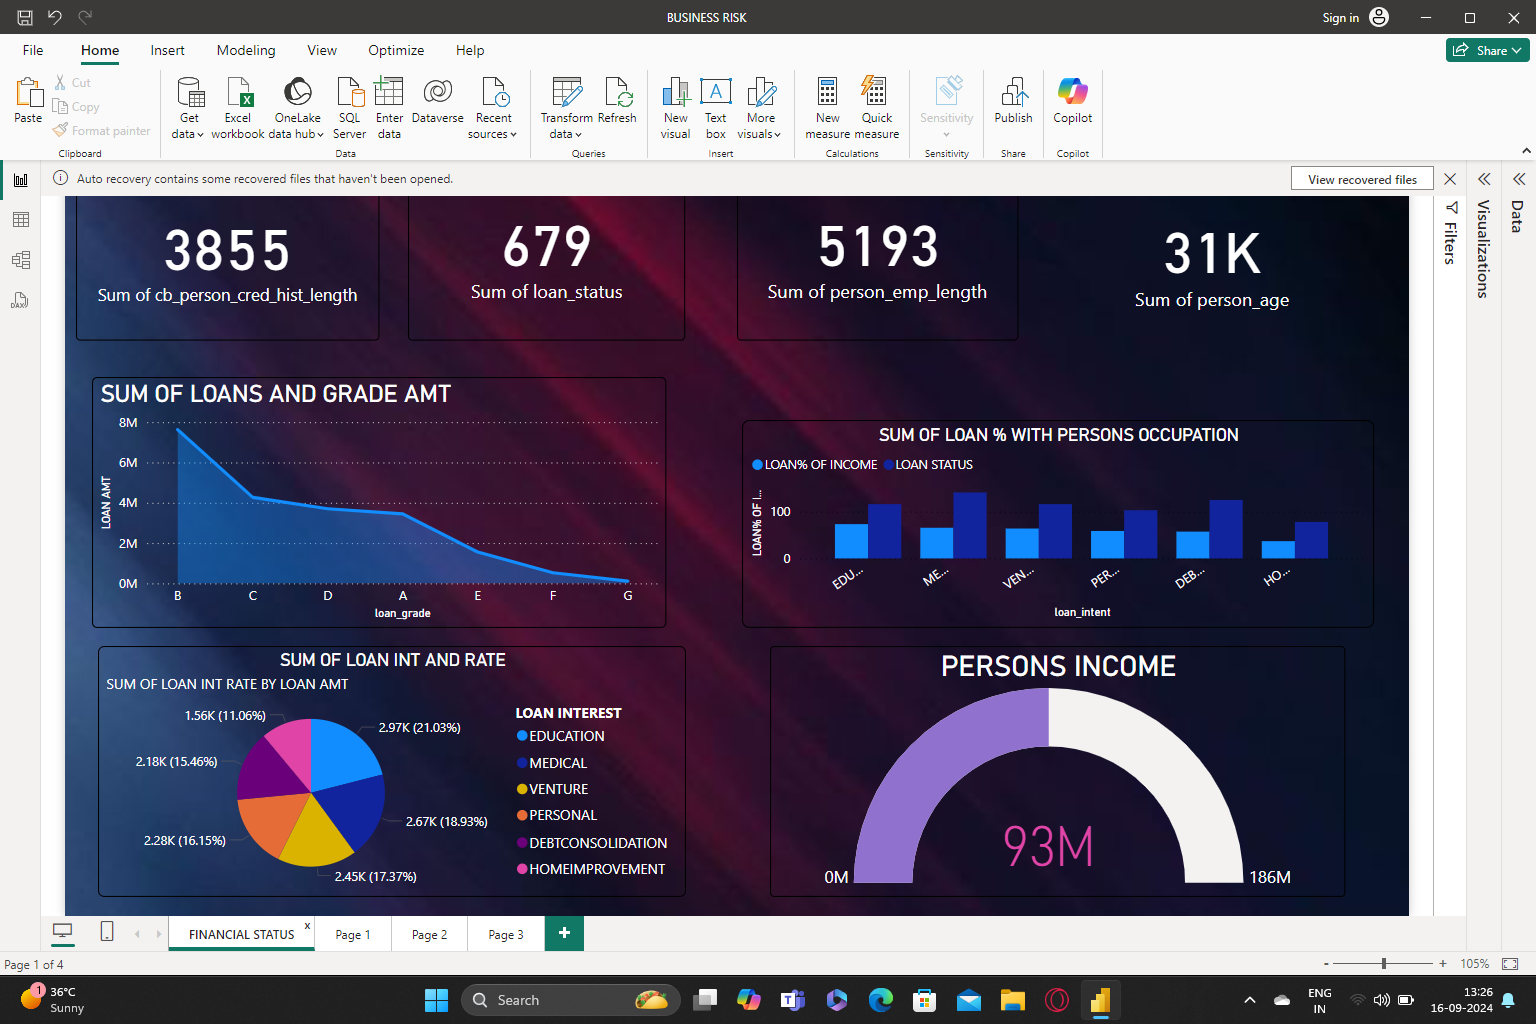 BUSINESS RISK
Sign in
File Home Insert Modeling View Optimize Help
Share
Paste
Cut
Copy
Format painter
Clipboard
Get data
Excel workbook
OneLake data hub
SQL Server
Enter data
Dataverse
Recent sources
Data
Transform data
Refresh
Queries
New visual
Text box
More visuals
Insert
New measure
Quick measure
Calculations
Sensitivity
Sensitivity
Publish
Share
Copilot
Copilot
Auto recovery contains some recovered files that haven't been opened.
View recovered files
Filters
Visualizations
Data
DAX
3855
Sum of cb_person_cred_hist_length
679
Sum of loan_status
5193
Sum of person_emp_length
31K
Sum of person_age
SUM OF LOANS AND GRADE AMT
8M
6M
4M
2M
0M
LOAN AMT
B C D A E F G
loan_grade
SUM OF LOAN % WITH PERSONS OCCUPATION
LOAN% OF INCOME LOAN STATUS
LOAN% OF I...
100
0
EDU... ME... VEN... PER... DEB... HO...
loan_intent
SUM OF LOAN INT AND RATE
SUM OF LOAN INT RATE BY LOAN AMT
1.56K (11.06%)
2.97K (21.03%)
2.18K (15.46%)
2.67K (18.93%)
2.28K (16.15%)
2.45K (17.37%)
LOAN INTEREST
EDUCATION
MEDICAL
VENTURE
PERSONAL
DEBTCONSOLIDATION
HOMEIMPROVEMENT
PERSONS INCOME
93M
0M
186M
FINANCIAL STATUS x
Page 1
Page 2
Page 3
+
Page 1 of 4
- + 105%
1
36°C
Sunny
Search
ENG
IN
13:26
16-09-2024